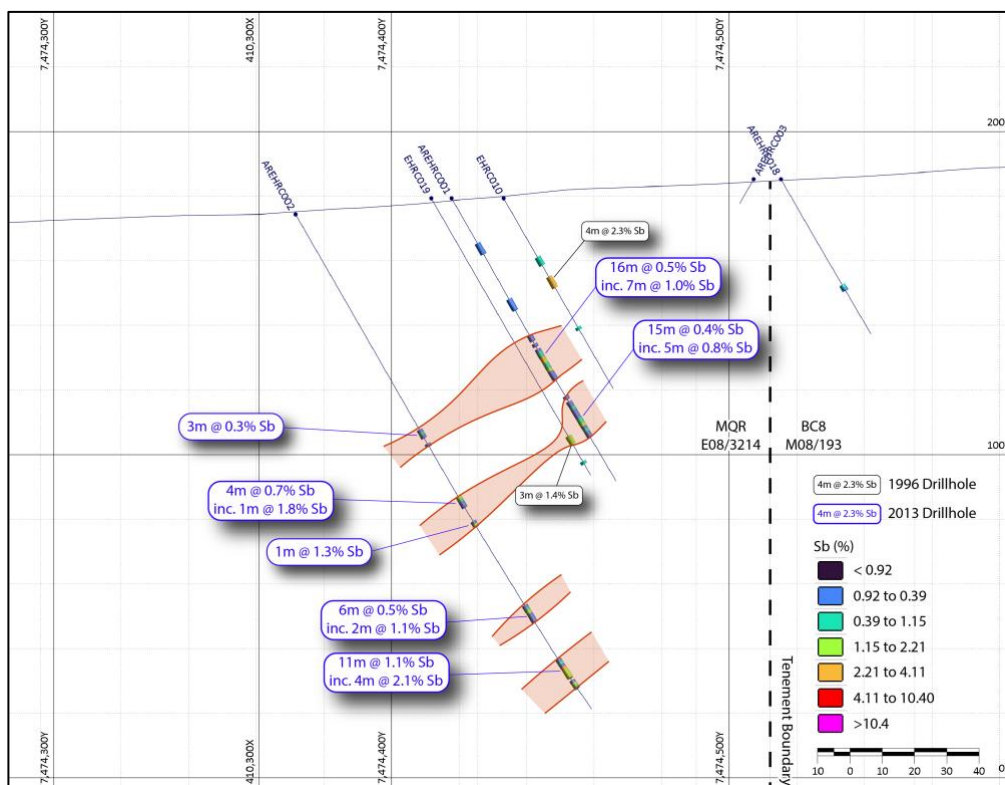 7,474,300Y
410,300X
7,474,400Y
7,474,500Y
200
AREHRC002
EHRC019
AREHRC001
EHRC010
AREHRC018
AREHRC003
4m @ 2.3% Sb
16m @ 0.5% Sb
inc. 7m @ 1.0% Sb
15m @ 0.4% Sb
inc. 5m @ 0.8% Sb
3m @ 0.3% Sb
MQR
E08/3214
BC8
M08/193
100
4m @ 0.7% Sb
inc. 1m @ 1.8% Sb
3m @ 1.4% Sb
1m @ 1.3% Sb
4m @ 2.3% Sb
1996 Drillhole
4m @ 2.3% Sb
2013 Drillhole
Sb (%)
< 0.92
0.92 to 0.39
0.39 to 1.15
1.15 to 2.21
2.21 to 4.11
4.11 to 10.40
>10.4
6m @ 0.5% Sb
inc. 2m @ 1.1% Sb
11m @ 1.1% Sb
inc. 4m @ 2.1% Sb
Tenement Boundary
10 0 10 20 30 40
0
7,474,300Y
410,300X
7,474,400Y
7,474,500Y